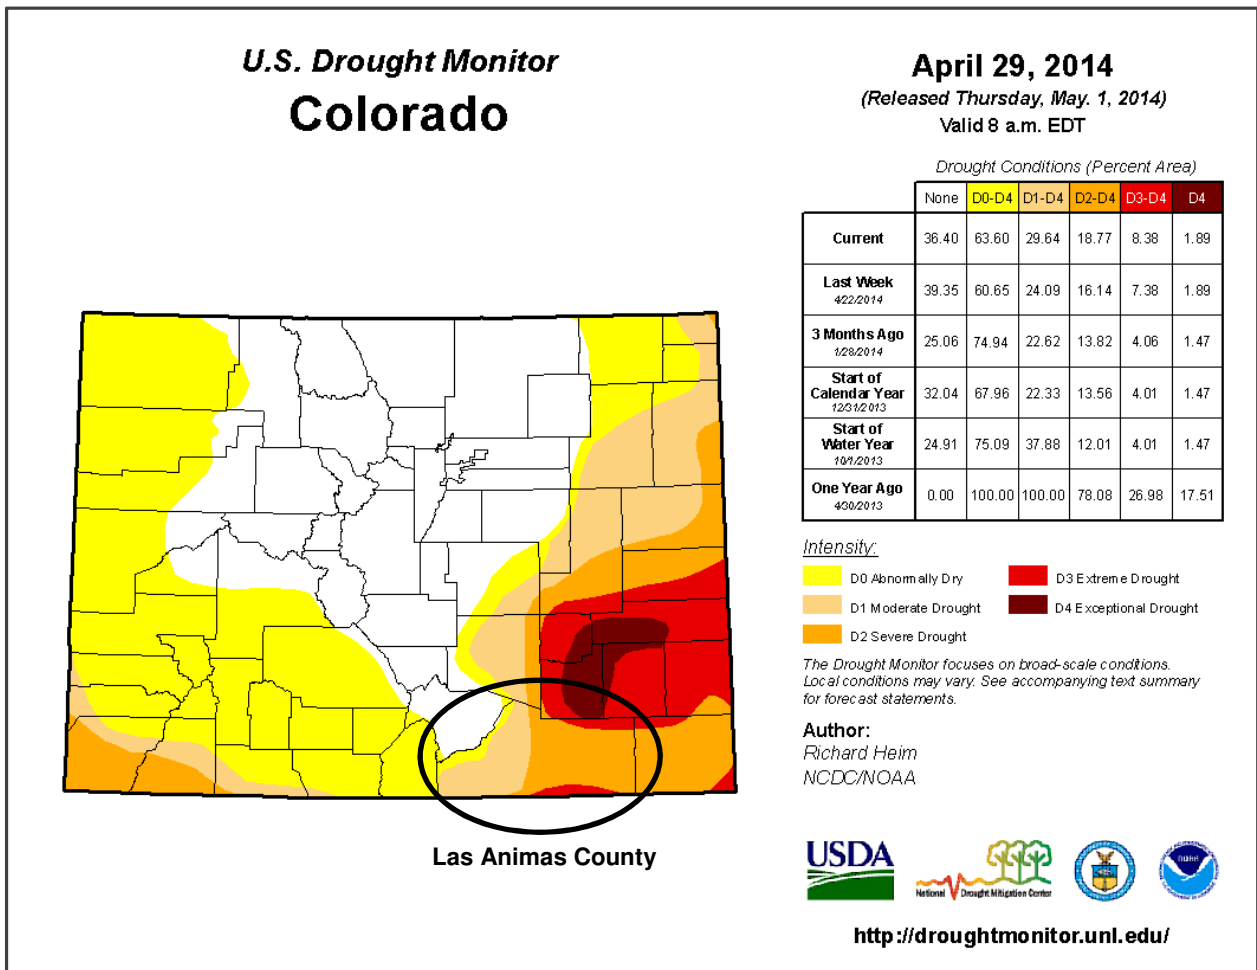 U.S. Drought Monitor
Colorado
April 29, 2014
(Released Thursday, May. 1, 2014)
Valid 8 a.m. EDT
Drought Conditions (Percent Area)
None D0-D4 D1-D4 D2-D4 D3-D4 D4
Current 36.40 63.60 29.64 18.77 8.38 1.89
Last Week
4/22/2014
39.35 60.65 24.09 16.14 7.38 1.89
3 Months Ago
1/28/2014
25.06 74.94 22.62 13.82 4.06 1.47
Start of
Calendar Year
12/31/2013
32.04 67.96 22.33 13.56 4.01 1.47
Start of
Water Year
10/1/2013
24.91 75.09 37.88 12.01 4.01 1.47
One Year Ago
4/30/2013
0.00 100.00 100.00 78.08 26.98 17.51
Intensity:
D0 Abnormally Dry
D1 Moderate Drought
D2 Severe Drought
D3 Extreme Drought
D4 Exceptional Drought
The Drought Monitor focuses on broad-scale conditions.
Local conditions may vary. See accompanying text summary
for forecast statements.
Author:
Richard Heim
NCDC/NOAA
Las Animas County
USDA
National Drought Mitigation Center
noaa
http://droughtmonitor.unl.edu/